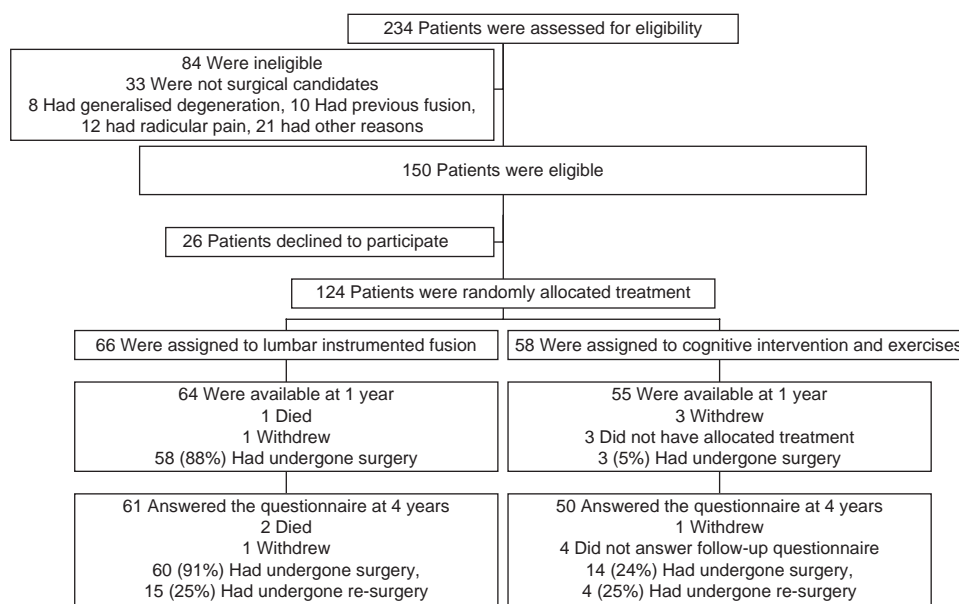 234 Patients were assessed for eligibility
84 Were ineligible
33 Were not surgical candidates
8 Had generalised degeneration, 10 Had previous fusion,
12 had radicular pain, 21 had other reasons
150 Patients were eligible
26 Patients declined to participate
124 Patients were randomly allocated treatment
66 Were assigned to lumbar instrumented fusion
58 Were assigned to cognitive intervention and exercises
64 Were available at 1 year
1 Died
1 Withdrew
58 (88%) Had undergone surgery
55 Were available at 1 year
3 Withdrew
3 Did not have allocated treatment
3 (5%) Had undergone surgery
61 Answered the questionnaire at 4 years
2 Died
1 Withdrew
60 (91%) Had undergone surgery,
15 (25%) Had undergone re-surgery
50 Answered the questionnaire at 4 years
1 Withdrew
4 Did not answer follow-up questionnaire
14 (24%) Had undergone surgery,
4 (25%) Had undergone re-surgery